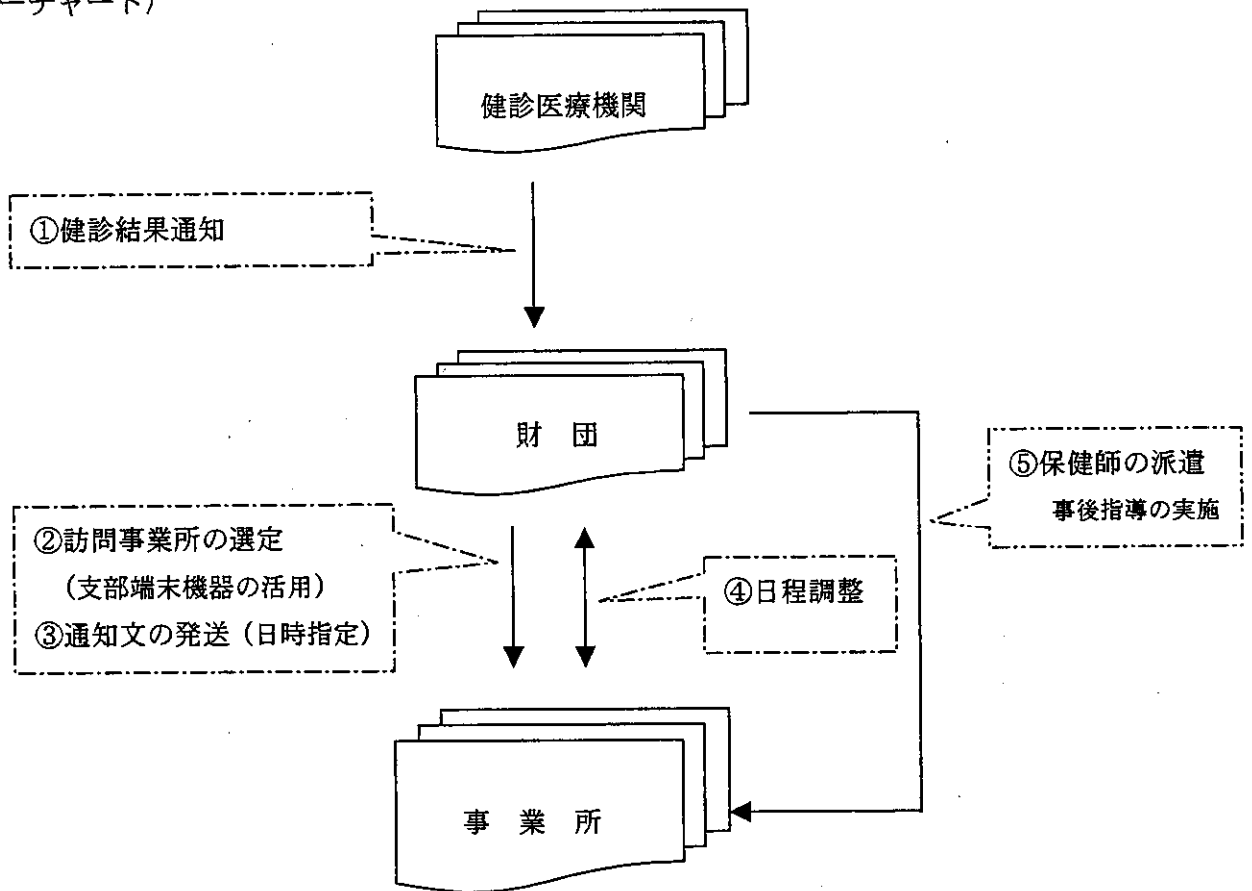 ーチャート）
健診医療機関
①健診結果通知
財　団
②訪問事業所の選定
（支部端末機器の活用）
③通知文の発送（日時指定）
④日程調整
⑤保健師の派遣
事後指導の実施
事　業　所